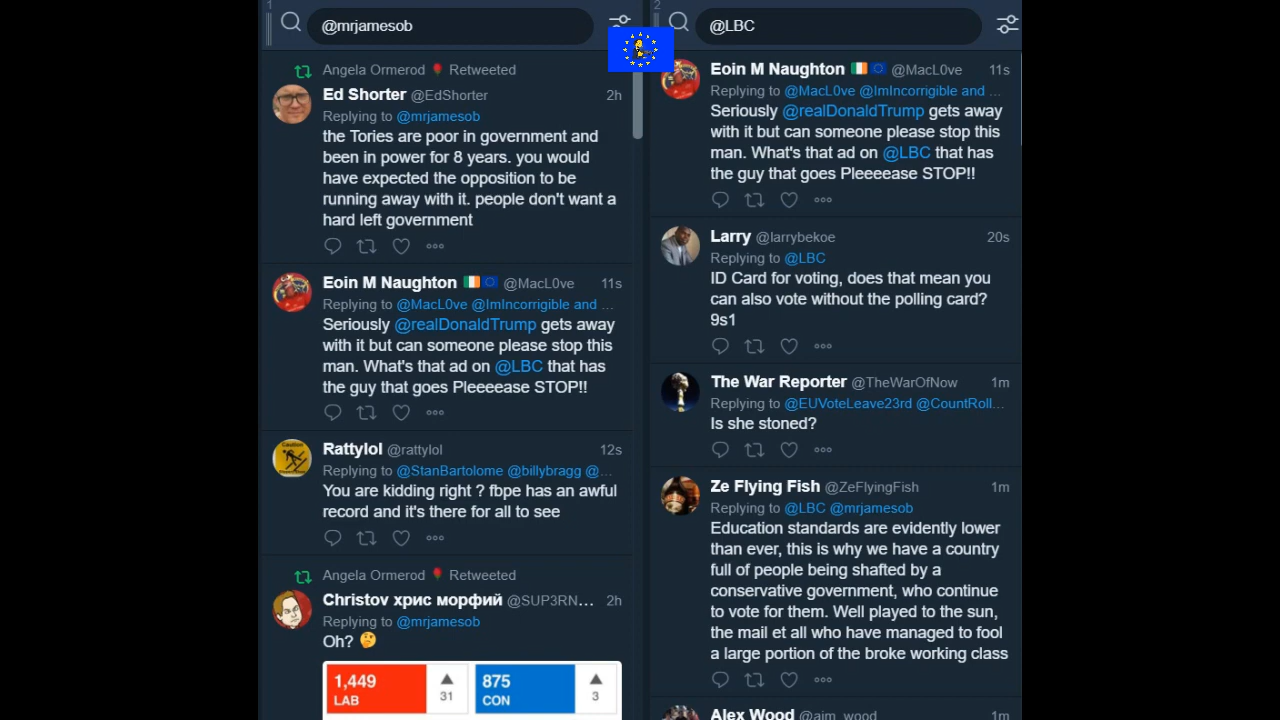 1
@mrjamesob
Angela Ormerod Retweeted
Ed Shorter @EdShorter 2h
Replying to @mrjamesob
the Tories are poor in government and
been in power for 8 years. you would
have expected the opposition to be
running away with it. people don't want a
hard left government
Eoin M Naughton @MacL0ve 11s
Replying to @MacL0ve @ImIncorrigible and ...
Seriously @realDonaldTrump gets away
with it but can someone please stop this
man. What's that ad on @LBC that has
the guy that goes Pleeeease STOP!!
Rattylol @rattylol 12s
Replying to @StanBartolome @billybragg @...
You are kidding right ? fbpe has an awful
record and it's there for all to see
Angela Ormerod Retweeted
Christov хрис морфий @SUP3RN... 2h
Replying to @mrjamesob
Oh?
1,449 31 875 3
LAB CON
2
@LBC
Eoin M Naughton @MacL0ve 11s
Replying to @MacL0ve @ImIncorrigible and ...
Seriously @realDonaldTrump gets away
with it but can someone please stop this
man. What's that ad on @LBC that has
the guy that goes Pleeeease STOP!!
Larry @larrybekoe 20s
Replying to @LBC
ID Card for voting, does that mean you
can also vote without the polling card?
9s1
The War Reporter @TheWarOfNow 1m
Replying to @EUVoteLeave23rd @CountRoll...
Is she stoned?
Ze Flying Fish @ZeFlyingFish 1m
Replying to @LBC @mrjamesob
Education standards are evidently lower
than ever, this is why we have a country
full of people being shafted by a
conservative government, who continue
to vote for them. Well played to the sun,
the mail et all who have managed to fool
a large portion of the broke working class
Alex Wood @ajm_wood 1m